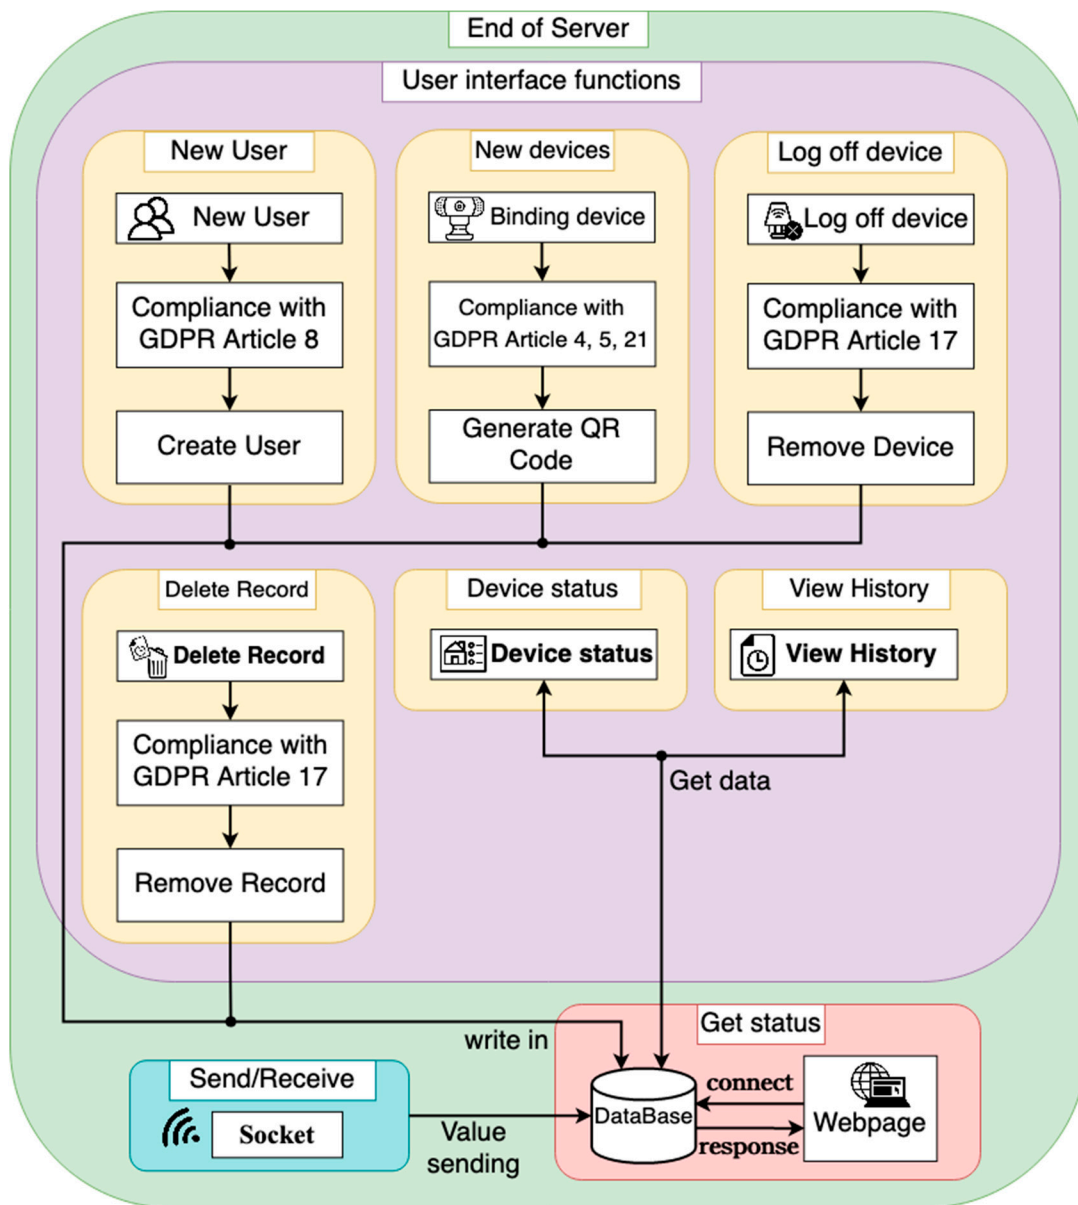 End of Server
User interface functions
New User
New User
Compliance with
GDPR Article 8
Create User
New devices
Binding device
Compliance with
GDPR Article 4, 5, 21
Generate QR
Code
Log off device
Log off device
Compliance with
GDPR Article 17
Remove Device
Delete Record
Delete Record
Compliance with
GDPR Article 17
Remove Record
Device status
Device status
View History
View History
Get data
write in
Get status
Send/Receive
Socket
Value
sending
DataBase
connect
response
Webpage